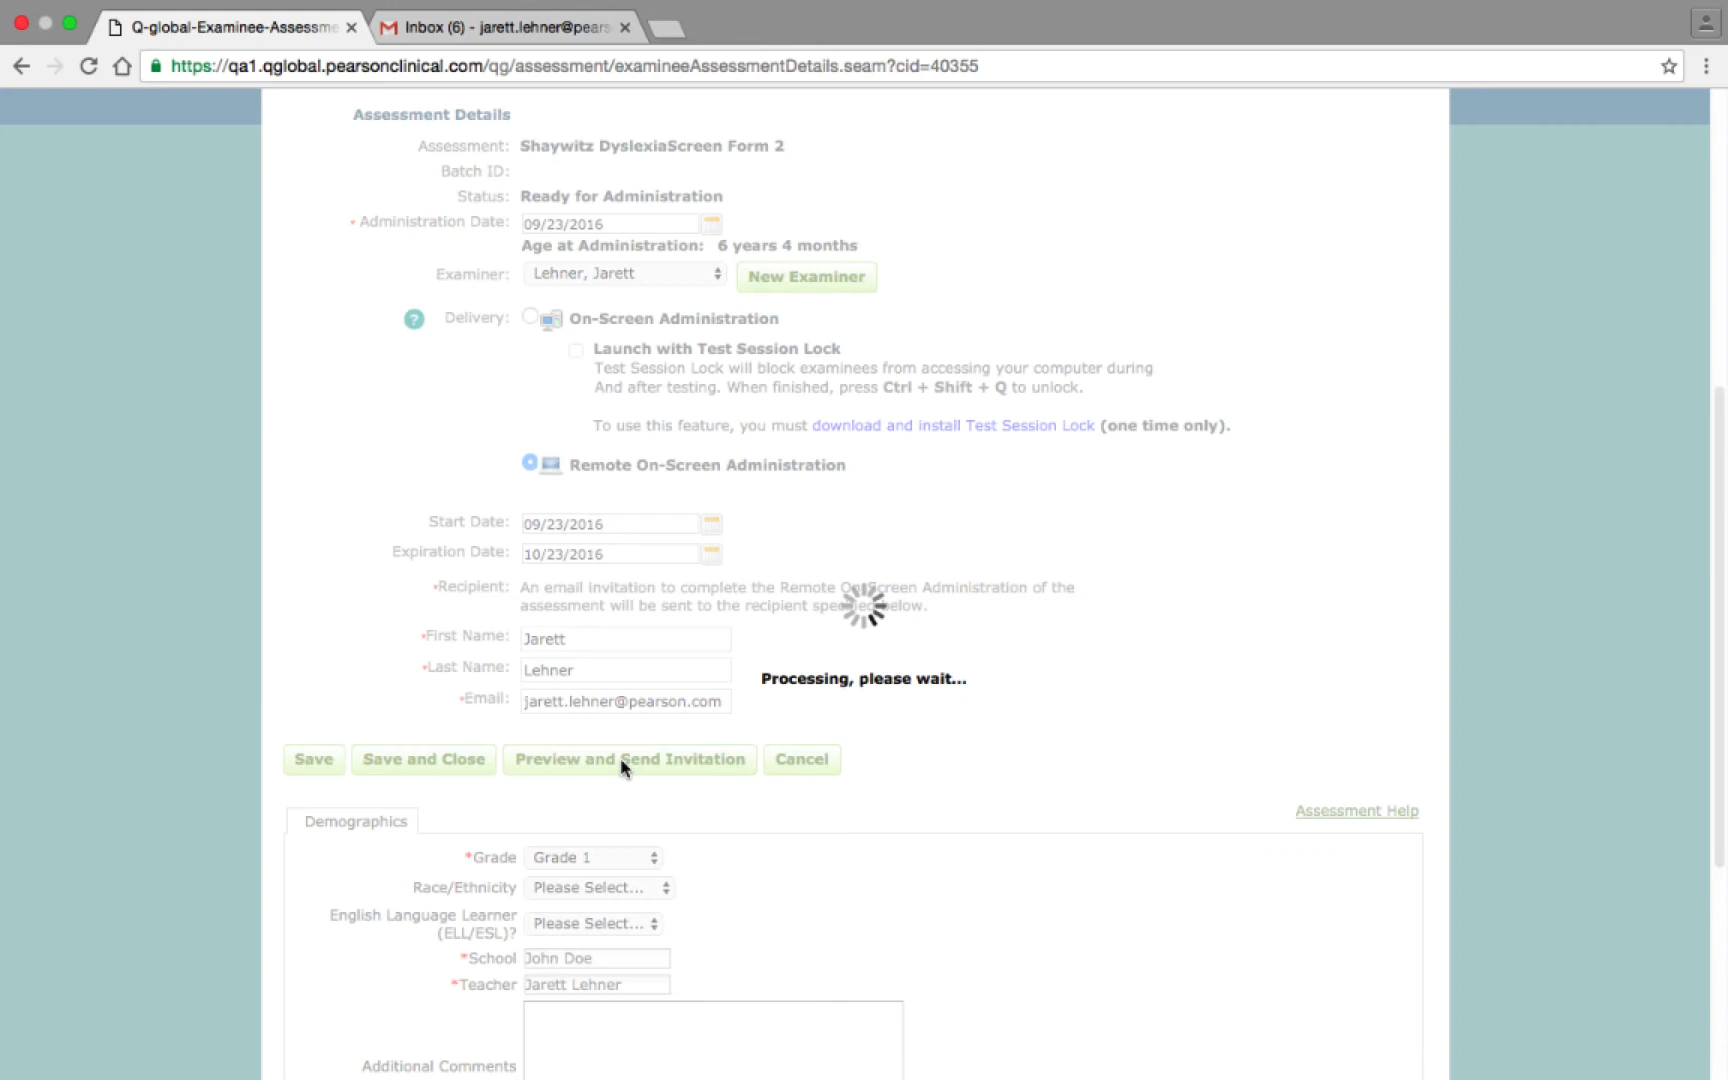 Q-global-Examinee-Assessme
Inbox (6) - jarett.lehner@pears
https://qa1.qglobal.pearsonclinical.com/qg/assessment/examineeAssessmentDetails.seam?cid=40355
Assessment Details
Assessment: Shaywitz DyslexiaScreen Form 2
Batch ID:
Status: Ready for Administration
* Administration Date: 09/23/2016
Age at Administration: 6 years 4 months
Examiner: Lehner, Jarett New Examiner
? Delivery: On-Screen Administration
Launch with Test Session Lock
Test Session Lock will block examinees from accessing your computer during
And after testing. When finished, press Ctrl + Shift + Q to unlock.
To use this feature, you must download and install Test Session Lock (one time only).
Remote On-Screen Administration
Start Date: 09/23/2016
Expiration Date: 10/23/2016
*Recipient: An email invitation to complete the Remote On-Screen Administration of the
assessment will be sent to the recipient specified below.
*First Name: Jarett
*Last Name: Lehner
Processing, please wait...
*Email: jarett.lehner@pearson.com
Save Save and Close Preview and Send Invitation Cancel
Assessment Help
Demographics
*Grade Grade 1
Race/Ethnicity Please Select...
English Language Learner
(ELL/ESL)? Please Select...
*School John Doe
*Teacher Jarett Lehner
Additional Comments